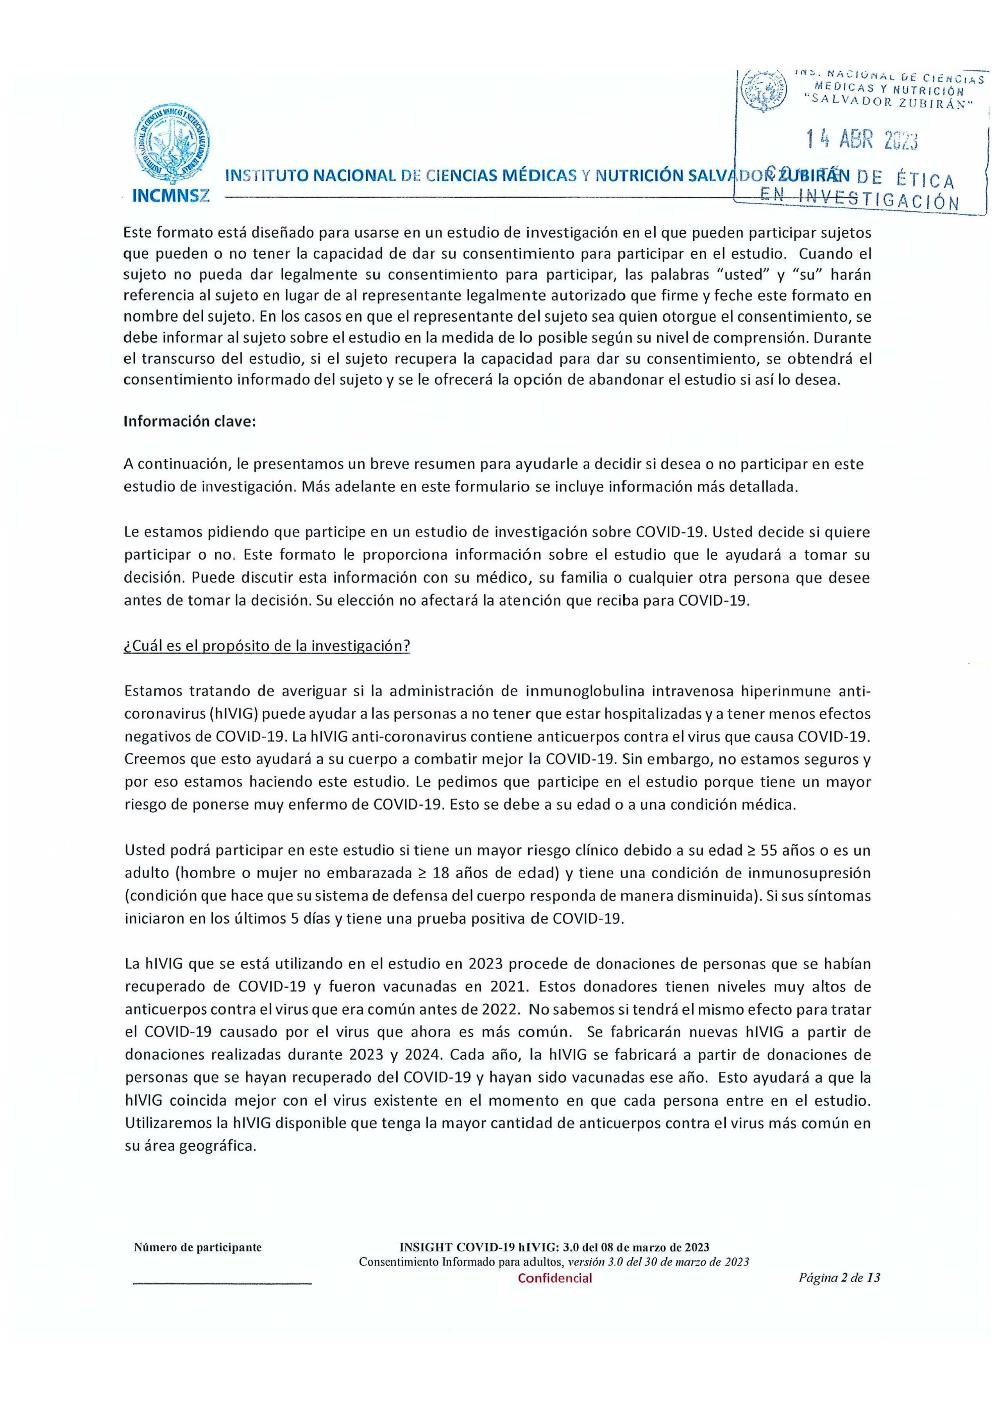 INS. NACIONAL DE CIENCIAS
MEDICAS Y NUTRICIÓN
"SALVADOR ZUBIRÁN"
14 ABR 2023
INSTITUTO NACIONAL DE CIENCIAS MÉDICAS Y NUTRICIÓN SALVADOR ZUBIRÁN
DE ÉTICA
EN INVESTIGACIÓN
INCMNSZ
Este formato está diseñado para usarse en un estudio de investigación en el que pueden participar sujetos
que pueden o no tener la capacidad de dar su consentimiento para participar en el estudio. Cuando el
sujeto no pueda dar legalmente su consentimiento para participar, las palabras “usted” y “su” harán
referencia al sujeto en lugar de al representante legalmente autorizado que firme y feche este formato en
nombre del sujeto. En los casos en que el representante del sujeto sea quien otorgue el consentimiento, se
debe informar al sujeto sobre el estudio en la medida de lo posible según su nivel de comprensión. Durante
el transcurso del estudio, si el sujeto recupera la capacidad para dar su consentimiento, se obtendrá el
consentimiento informado del sujeto y se le ofrecerá la opción de abandonar el estudio si así lo desea.
Información clave:
A continuación, le presentamos un breve resumen para ayudarle a decidir si desea o no participar en este
estudio de investigación. Más adelante en este formulario se incluye información más detallada.
Le estamos pidiendo que participe en un estudio de investigación sobre COVID-19. Usted decide si quiere
participar o no. Este formato le proporciona información sobre el estudio que le ayudará a tomar su
decisión. Puede discutir esta información con su médico, su familia o cualquier otra persona que desee
antes de tomar la decisión. Su elección no afectará la atención que reciba para COVID-19.
¿Cuál es el propósito de la investigación?
Estamos tratando de averiguar si la administración de inmunoglobulina intravenosa hiperinmune anti-
coronavirus (hIVIG) puede ayudar a las personas a no tener que estar hospitalizadas y a tener menos efectos
negativos de COVID-19. La hIVIG anti-coronavirus contiene anticuerpos contra el virus que causa COVID-19.
Creemos que esto ayudará a su cuerpo a combatir mejor la COVID-19. Sin embargo, no estamos seguros y
por eso estamos haciendo este estudio. Le pedimos que participe en el estudio porque tiene un mayor
riesgo de ponerse muy enfermo de COVID-19. Esto se debe a su edad o a una condición médica.
Usted podrá participar en este estudio si tiene un mayor riesgo clínico debido a su edad ≥ 55 años o es un
adulto (hombre o mujer no embarazada ≥ 18 años de edad) y tiene una condición de inmunosupresión
(condición que hace que su sistema de defensa del cuerpo responda de manera disminuida). Si sus síntomas
iniciaron en los últimos 5 días y tiene una prueba positiva de COVID-19.
La hIVIG que se está utilizando en el estudio en 2023 procede de donaciones de personas que se habían
recuperado de COVID-19 y fueron vacunadas en 2021. Estos donadores tienen niveles muy altos de
anticuerpos contra el virus que era común antes de 2022. No sabemos si tendrá el mismo efecto para tratar
el COVID-19 causado por el virus que ahora es más común. Se fabricarán nuevas hIVIG a partir de
donaciones realizadas durante 2023 y 2024. Cada año, la hIVIG se fabricará a partir de donaciones de
personas que se hayan recuperado del COVID-19 y hayan sido vacunadas ese año. Esto ayudará a que la
hIVIG coincida mejor con el virus existente en el momento en que cada persona entre en el estudio.
Utilizaremos la hIVIG disponible que tenga la mayor cantidad de anticuerpos contra el virus más común en
su área geográfica.
Número de participante
INSIGHT COVID-19 hIVIG: 3.0 del 08 de marzo de 2023
Consentimiento Informado para adultos, versión 3.0 del 30 de marzo de 2023
Confidencial
Página 2 de 13